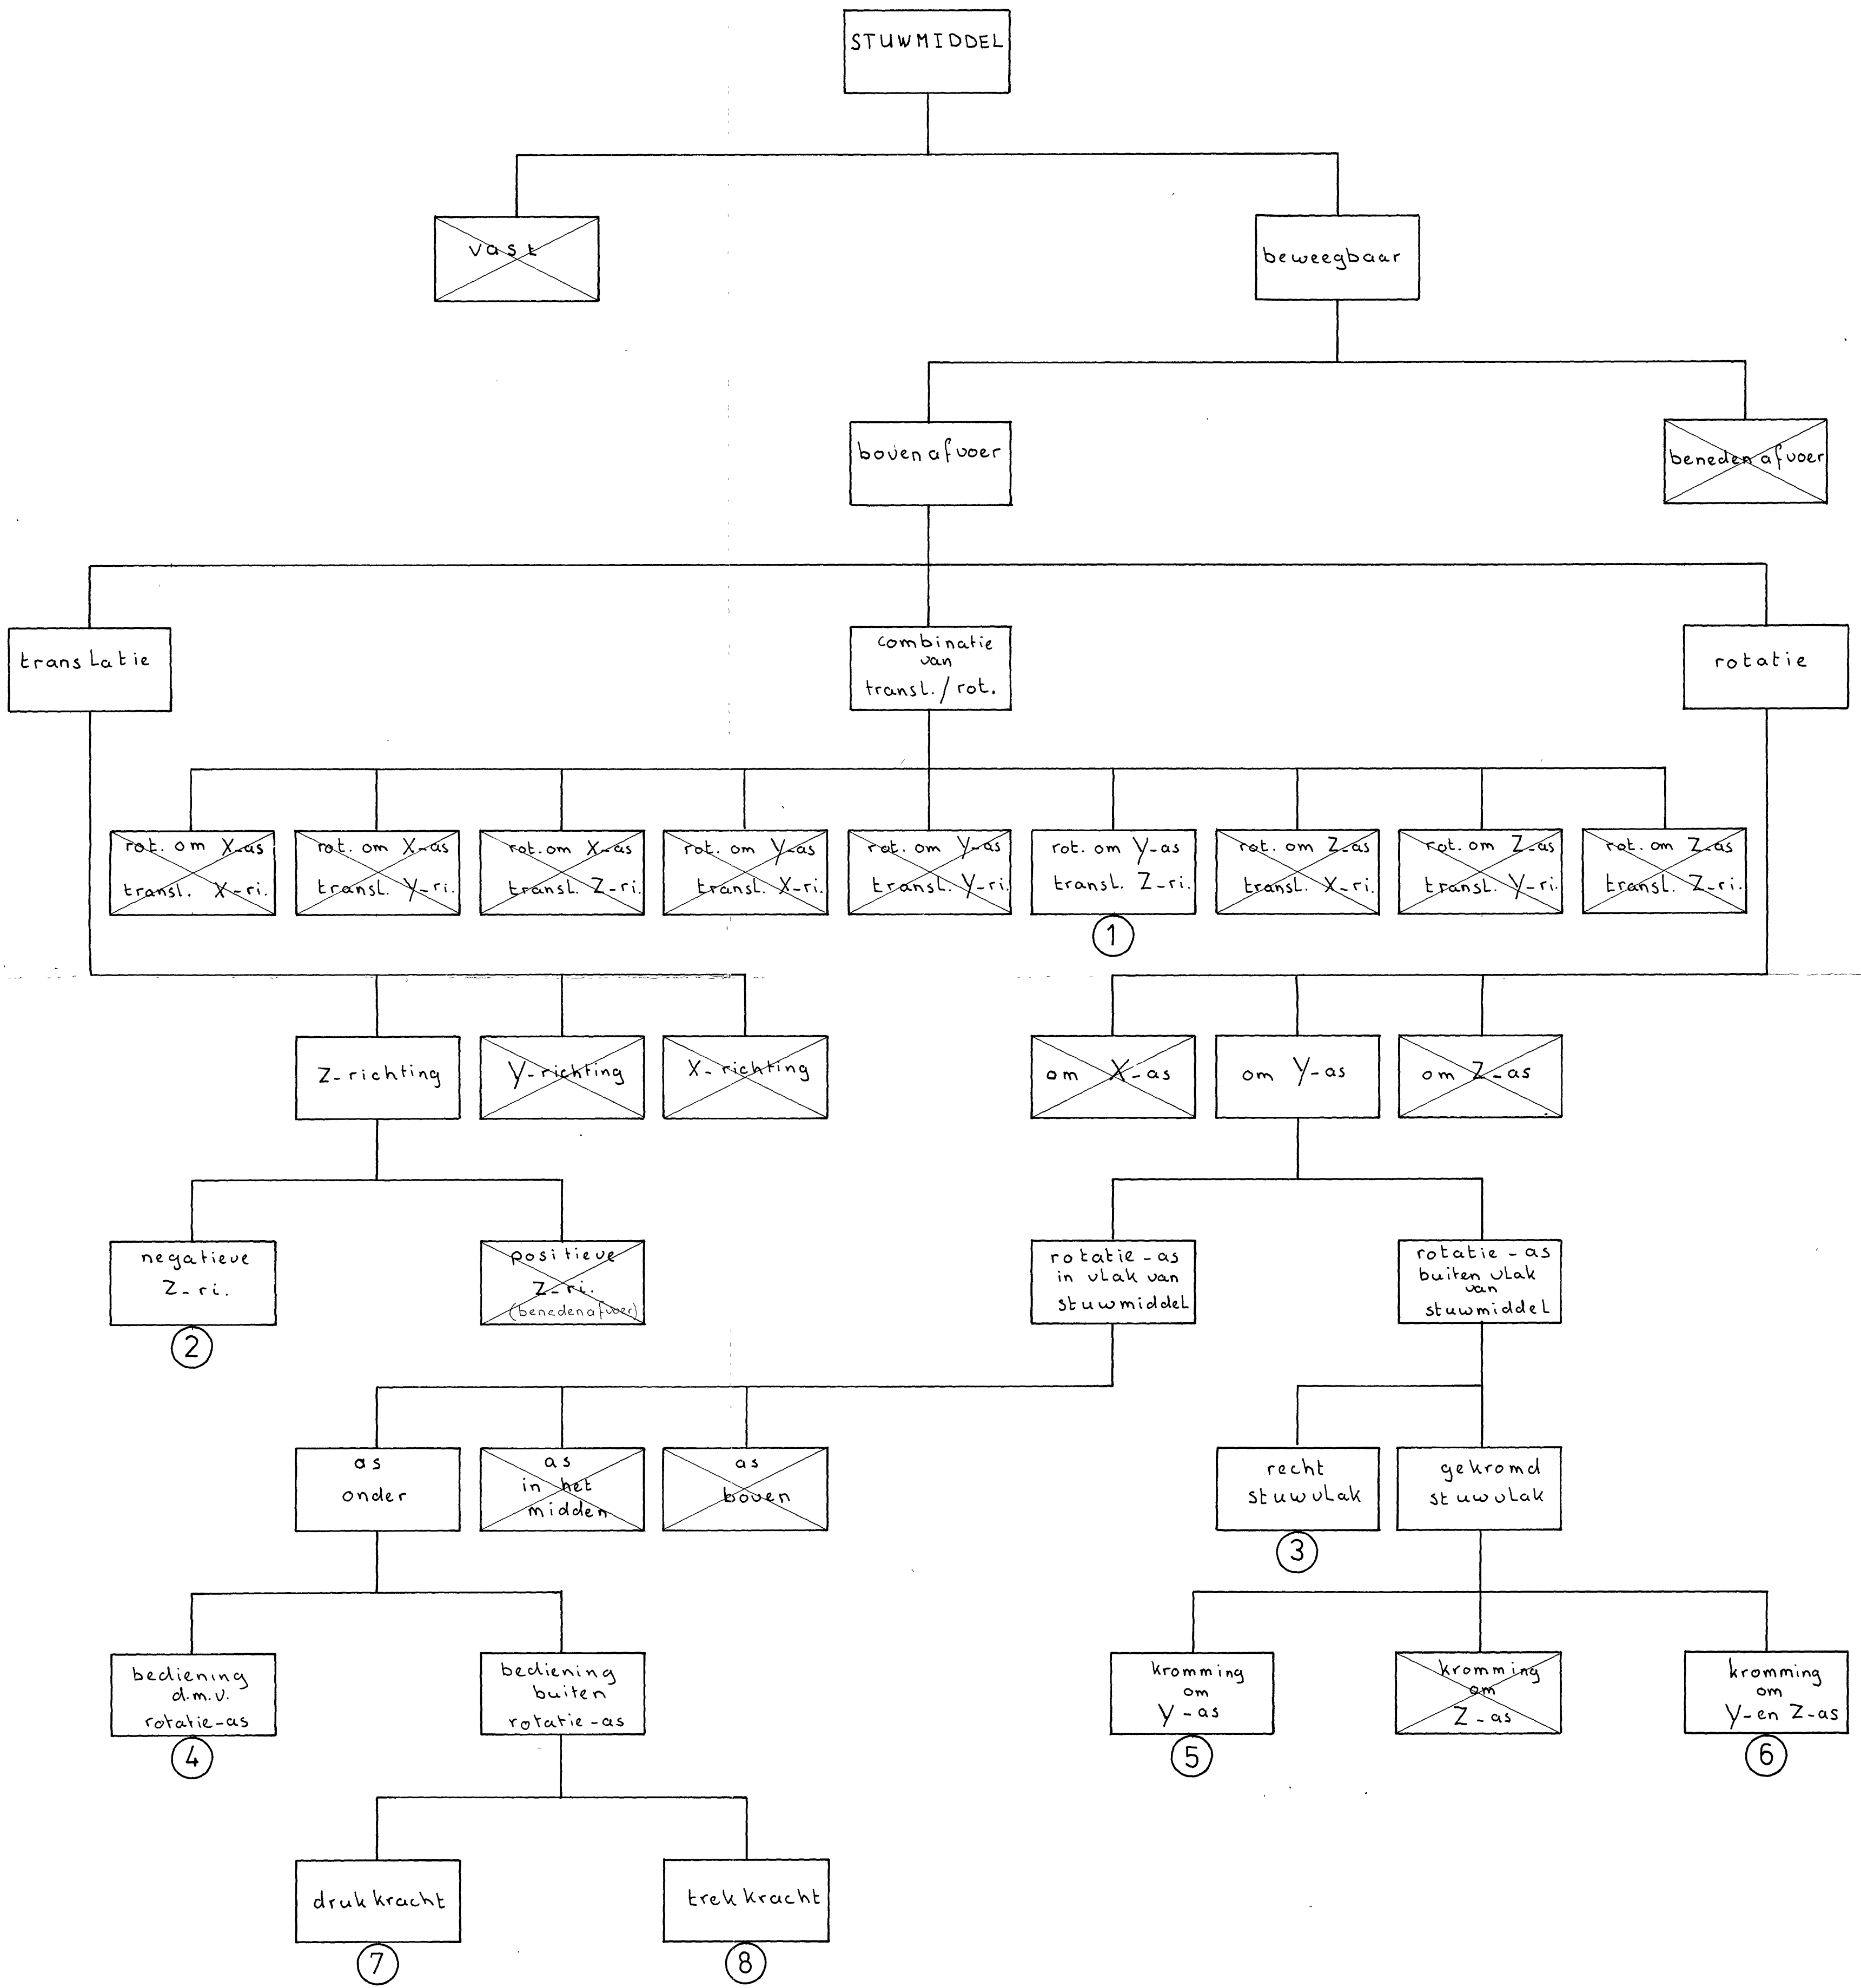 STUWMIDDEL
vast
beweegbaar
bovenafvoer
benedenafvoer
translatie
combinatie
van
transl./rot.
rotatie
rot. om X-as
transl. X-ri.
rot. om X-as
transl. Y-ri.
rot. om X-as
transl. Z-ri.
rot. om Y-as
transl. X-ri.
rot. om Y-as
transl. Y-ri.
rot. om Y-as
transl. Z-ri.
rot. om Z-as
transl. X-ri.
rot. om Z-as
transl. Y-ri.
rot. om Z-as
transl. Z-ri.
1
Z-richting
Y-richting
X-richting
om X-as
om Y-as
om Z-as
negatieve
Z-ri.
2
positieve
Z-ri.
(benedenafvoer)
rotatie-as
in vlak van
stuwmiddel
rotatie-as
buiten vlak
van
stuwmiddel
as
onder
as
in het
midden
as
boven
recht
stuwvlak
3
gekromd
stuwvlak
bediening
d.m.v.
rotatie-as
4
bediening
buiten
rotatie-as
kromming
om
Y-as
5
kromming
om
Z-as
kromming
om
Y-en Z-as
6
drukkracht
7
trekkracht
8